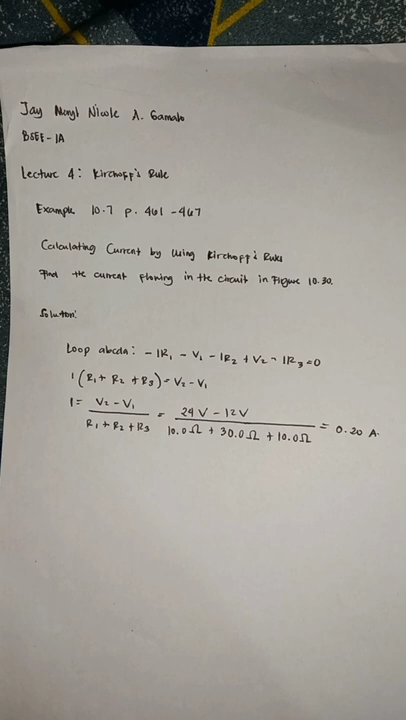 Jay Meryl Nicole A. Gamalo
BSEE - 1A
Lecture 4: Kirchoff's Rule
Example 10.7 p. 461 - 467
Calculating Current by Using Kirchoff's Rules
Find the current flowing in the circuit in Figure 10.30.
Solution:
Loop abcda: - IR₁ - V₁ - IR₂ + V₂ - IR₃ = 0
I (R₁ + R₂ + R₃) = V₂ - V₁
I = V₂ - V₁ / R₁ + R₂ + R₃ = 24 V - 12 V / 10.0 Ω + 30.0 Ω + 10.0 Ω = 0.20 A.